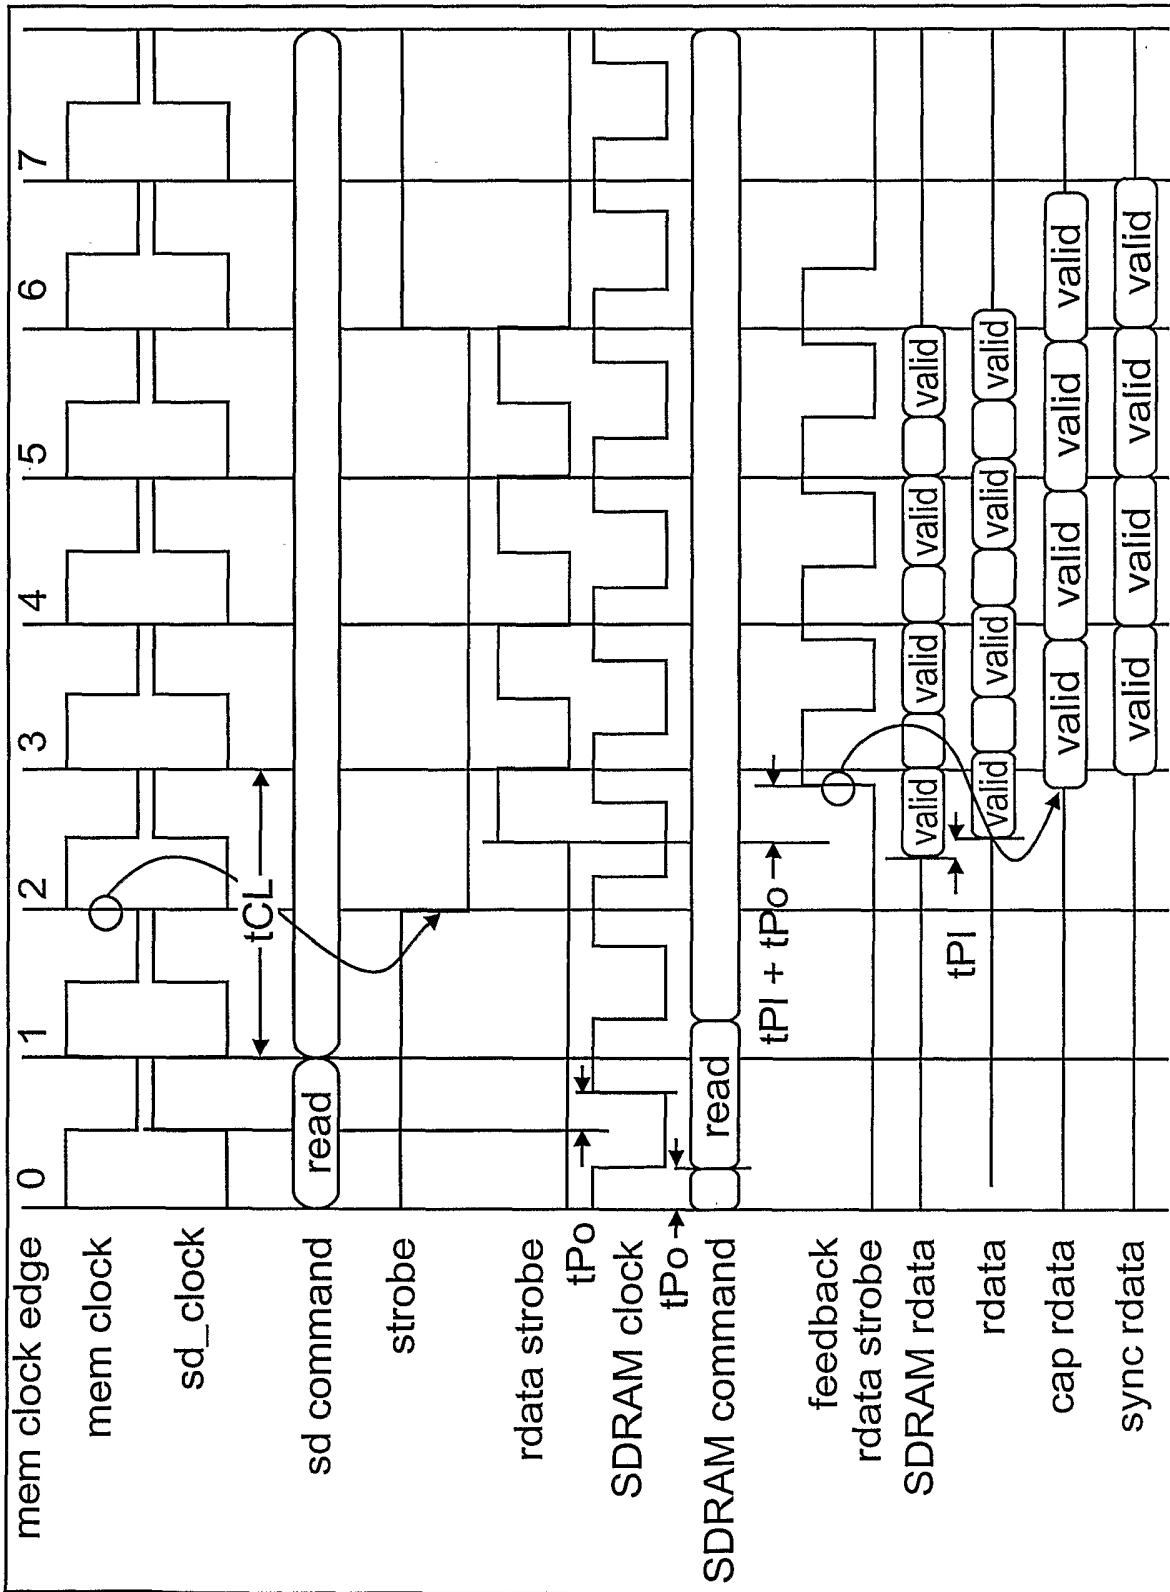 mem clock edge 0 1 2 3 4 5 6 7
mem clock
sd_clock
tCL
sd command read
strobe
rdata strobe
tPo
SDRAM clock
tPo
SDRAM command read
tPI + tPo
feedback
rdata strobe
SDRAM rdata valid valid valid valid
tPI
rdata valid valid valid valid
cap rdata valid valid valid valid
sync rdata valid valid valid valid